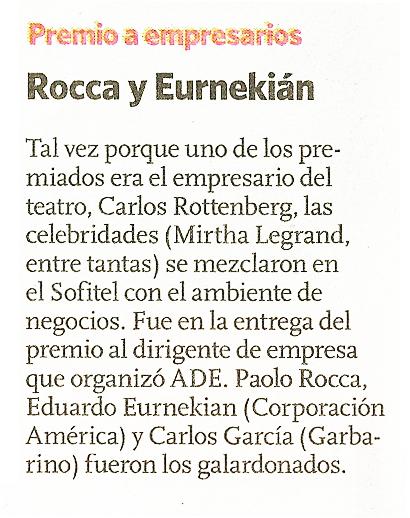 Premio a empresarios
Rocca y Eurnekián
Tal vez porque uno de los pre-
miados era el empresario del
teatro, Carlos Rottenberg, las
celebridades (Mirtha Legrand,
entre tantas) se mezclaron en
el Sofitel con el ambiente de
negocios. Fue en la entrega del
premio al dirigente de empresa
que organizó ADE. Paolo Rocca,
Eduardo Eurnekian (Corporación
América) y Carlos García (Garba-
rino) fueron los galardonados.